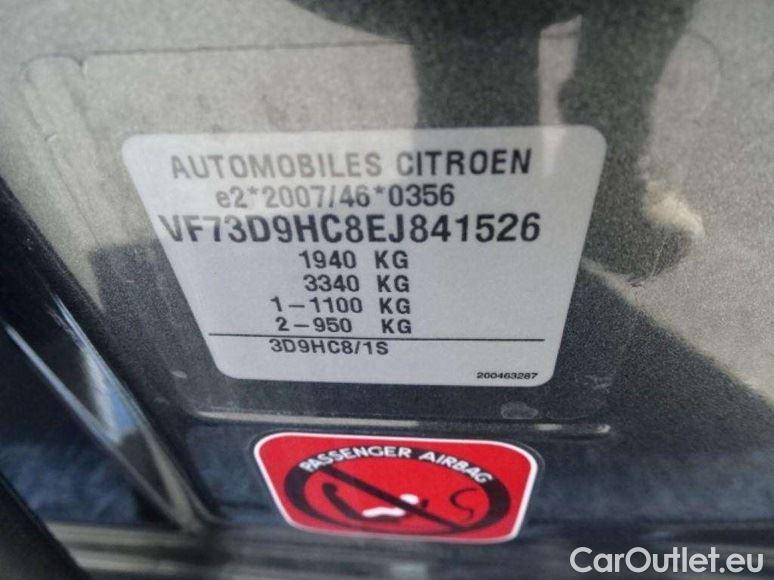 AUTOMOBILES CITROEN
e2*2007/46*0356
VF73D9HC8EJ841526
1940 KG
3340 KG
1-1100 KG
2-950 KG
3D9HC8/1S
200463287
PASSENGER AIRBAG
CarOutlet.eu